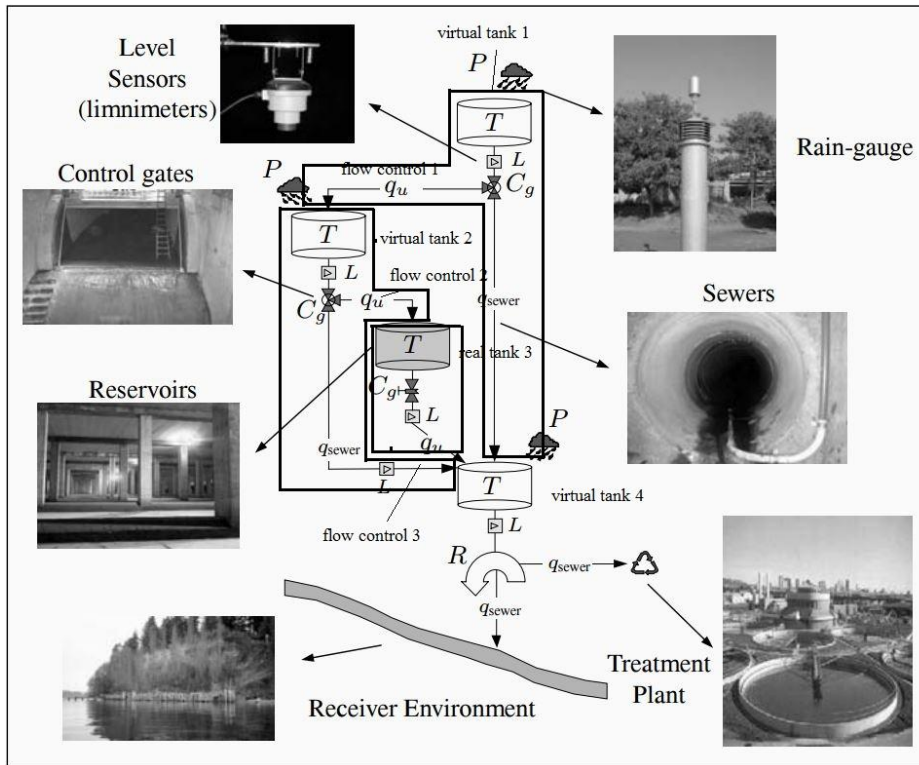 virtual tank 1
Level
Sensors
(limnimeters)
P
T
L
Rain-gauge
Control gates
P
flow control 1
q_u
C_g
T
virtual tank 2
L
flow control 2
C_g
q_u
q_sewer
Sewers
T
real tank 3
Reservoirs
C_g
L
P
q_sewer
q_u
T
virtual tank 4
L
flow control 3
L
R
q_sewer
q_sewer
Treatment
Plant
Receiver Environment